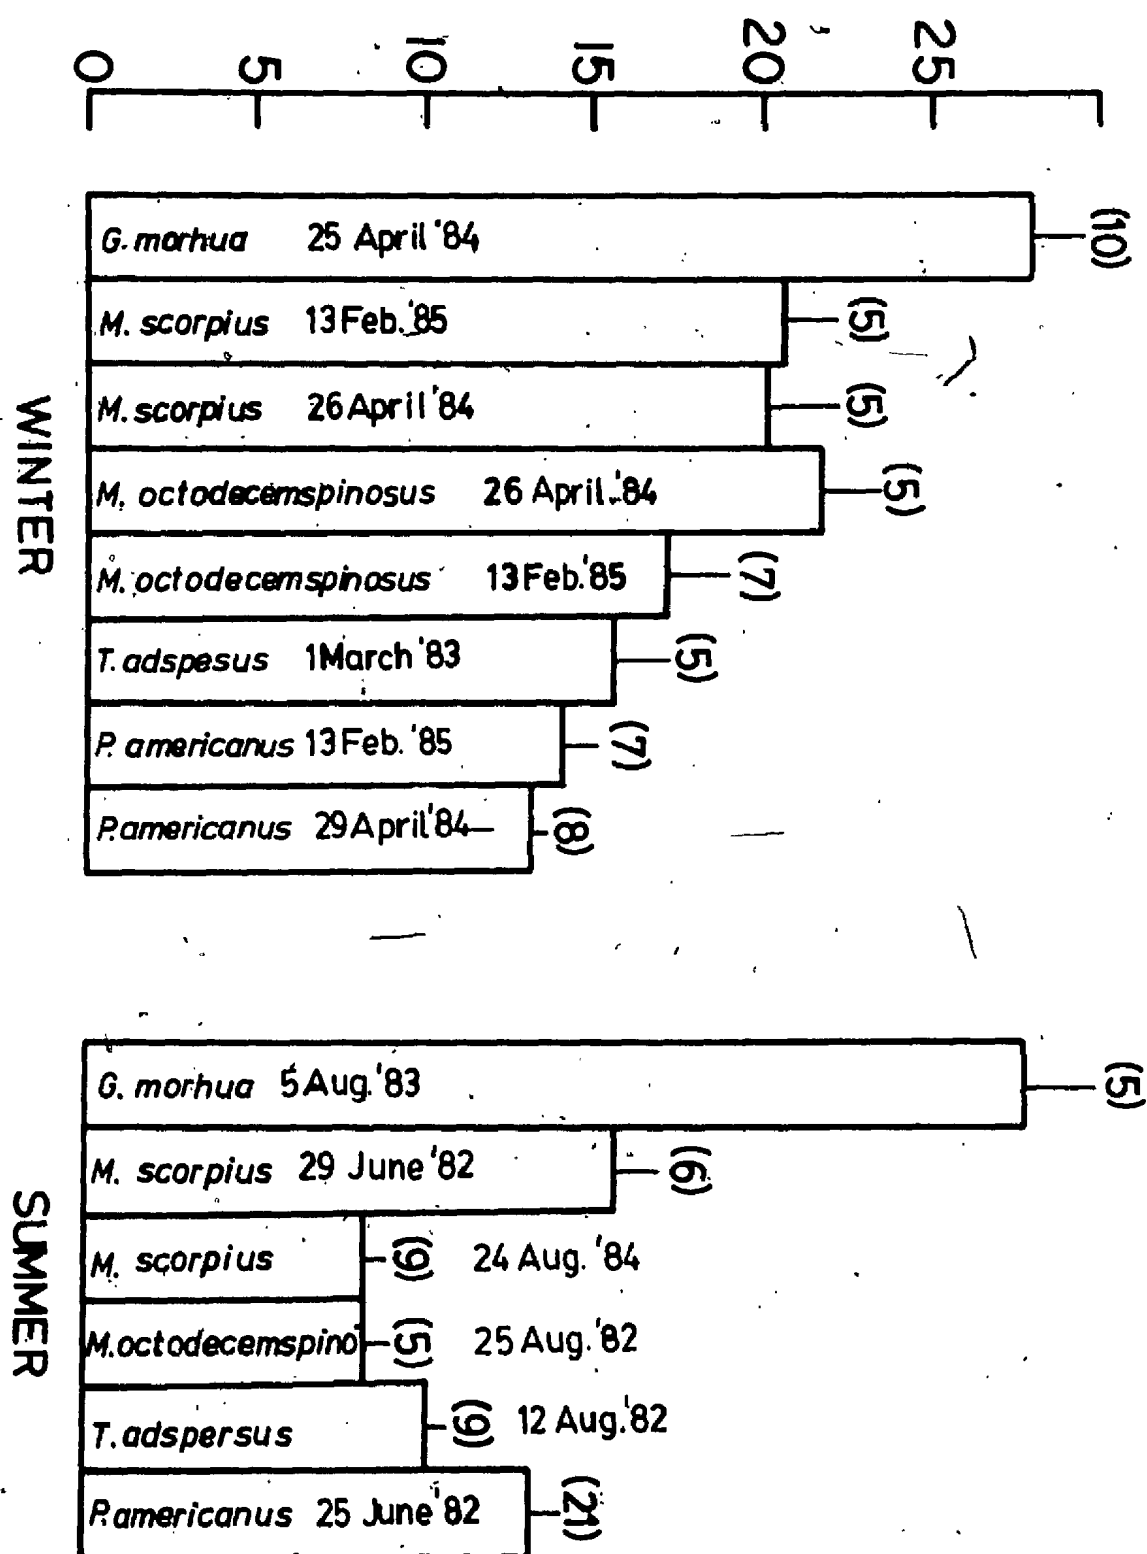 0 5 10 15 20 25
G. morhua 25 April '84 (10)
M. scorpius 13 Feb. '85 (5)
M. scorpius 26 April '84 (5)
M. octodecemspinosus 26 April '84 (5)
M. octodecemspinosus 13 Feb. '85 (7)
T. adspesus 1 March '83 (5)
P. americanus 13 Feb. '85 (7)
P. americanus 29 April '84 (8)
WINTER
G. morhua 5 Aug. '83 (5)
M. scorpius 29 June '82 (6)
M. scorpius (9) 24 Aug. '84
M. octodecemspino (5) 25 Aug. '82
T. adspersus (9) 12 Aug. '82
P. americanus 25 June '82 (21)
SUMMER